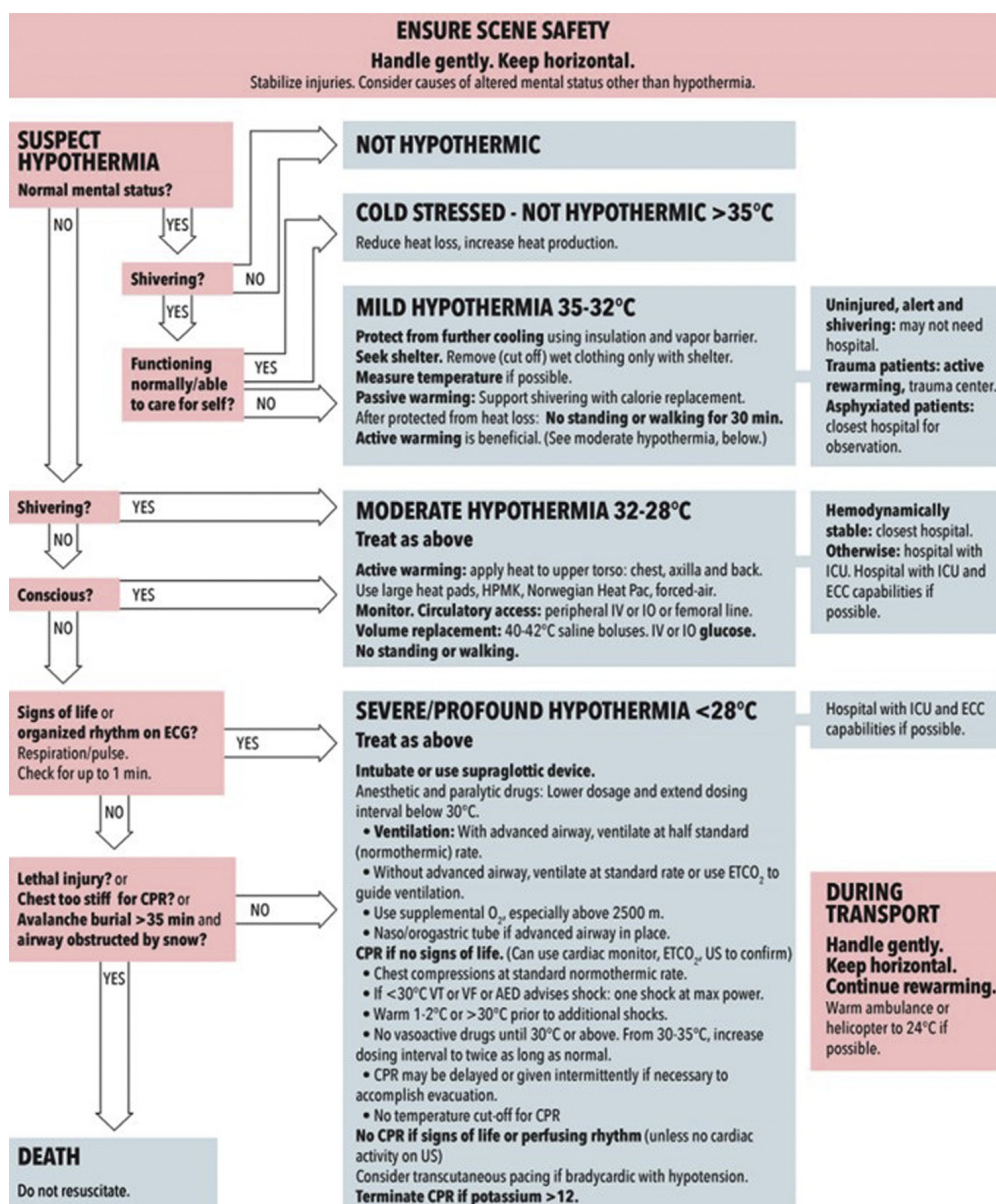 ENSURE SCENE SAFETY
Handle gently. Keep horizontal.
Stabilize injuries. Consider causes of altered mental status other than hypothermia.
SUSPECT
HYPOTHERMIA
Normal mental status?
NO
YES
Shivering?
NO
YES
Functioning
normally/able
to care for self?
YES
NO
NOT HYPOTHERMIC
COLD STRESSED - NOT HYPOTHERMIC >35°C
Reduce heat loss, increase heat production.
MILD HYPOTHERMIA 35-32°C
Protect from further cooling using insulation and vapor barrier.
Seek shelter. Remove (cut off) wet clothing only with shelter.
Measure temperature if possible.
Passive warming: Support shivering with calorie replacement.
After protected from heat loss: No standing or walking for 30 min.
Active warming is beneficial. (See moderate hypothermia, below.)
Uninjured, alert and
shivering: may not need
hospital.
Trauma patients: active
rewarming, trauma center.
Asphyxiated patients:
closest hospital for
observation.
Shivering?
YES
NO
Conscious?
YES
NO
MODERATE HYPOTHERMIA 32-28°C
Treat as above
Active warming: apply heat to upper torso: chest, axilla and back.
Use large heat pads, HPMK, Norwegian Heat Pac, forced-air.
Monitor. Circulatory access: peripheral IV or IO or femoral line.
Volume replacement: 40-42°C saline boluses. IV or IO glucose.
No standing or walking.
Hemodynamically
stable: closest hospital.
Otherwise: hospital with
ICU. Hospital with ICU and
ECC capabilities if
possible.
Signs of life or
organized rhythm on ECG?
Respiration/pulse.
Check for up to 1 min.
YES
NO
Lethal injury? or
Chest too stiff for CPR? or
Avalanche burial >35 min and
airway obstructed by snow?
NO
YES
DEATH
Do not resuscitate.
SEVERE/PROFOUND HYPOTHERMIA <28°C
Treat as above
Intubate or use supraglottic device.
Anesthetic and paralytic drugs: Lower dosage and extend dosing
interval below 30°C.
• Ventilation: With advanced airway, ventilate at half standard
(normothermic) rate.
• Without advanced airway, ventilate at standard rate or use ETCO₂ to
guide ventilation.
• Use supplemental O₂, especially above 2500 m.
• Naso/orogastric tube if advanced airway in place.
CPR if no signs of life. (Can use cardiac monitor, ETCO₂, US to confirm)
• Chest compressions at standard normothermic rate.
• If <30°C VT or VF or AED advises shock: one shock at max power.
• Warm 1-2°C or >30°C prior to additional shocks.
• No vasoactive drugs until 30°C or above. From 30-35°C, increase
dosing interval to twice as long as normal.
• CPR may be delayed or given intermittently if necessary to
accomplish evacuation.
• No temperature cut-off for CPR
No CPR if signs of life or perfusing rhythm (unless no cardiac
activity on US)
Consider transcutaneous pacing if bradycardic with hypotension.
Terminate CPR if potassium >12.
Hospital with ICU and ECC
capabilities if possible.
DURING
TRANSPORT
Handle gently.
Keep horizontal.
Continue rewarming.
Warm ambulance or
helicopter to 24°C if
possible.